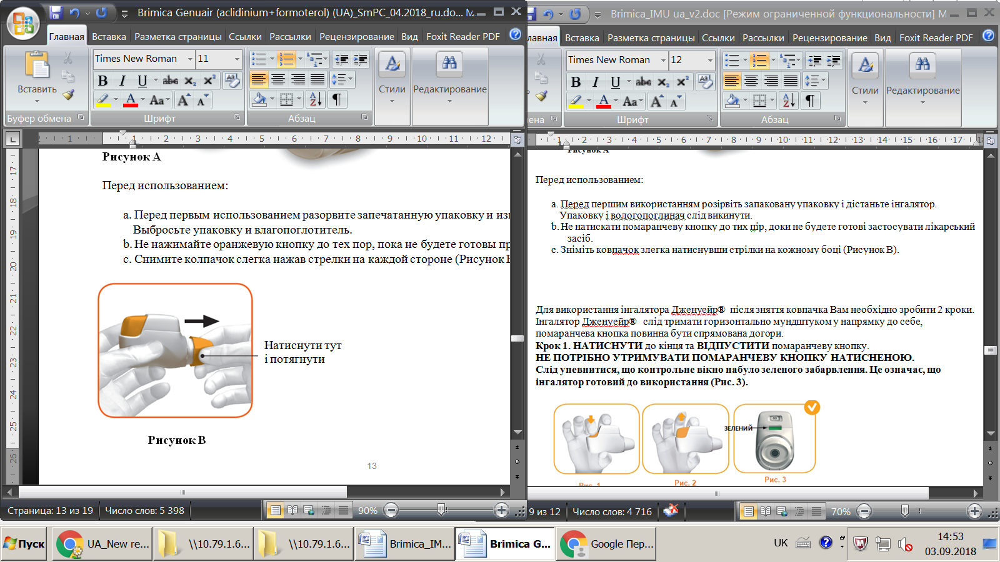 Brimica Genuair (aclidinium+formoterol) (UA)_SmPC_04.2018_ru.do... M...
Главная Вставка Разметка страницы Ссылки Рассылки Рецензирование Вид Foxit Reader PDF
Times New Roman 11
Вставить
Стили
Редактирование
Буфер обмена
Шрифт
Абзац
Рисунок А
Перед использованием:
a. Перед первым использованием разорвите запечатанную упаковку и из
Выбросьте упаковку и влагопоглотитель.
b. Не нажимайте оранжевую кнопку до тех пор, пока не будете готовы пр
c. Снимите колпачок слегка нажав стрелки на каждой стороне (Рисунок В
Натиснути тут
і потягнути
Рисунок В
13
Страница: 13 из 19 Число слов: 5 398 90%
Brimica_IMU ua_v2.doc [Режим ограниченной функциональности] M
лавная Вставка Разметка страницы Ссылки Рассылки Рецензирование Вид Foxit Reader PDF
Times New Roman 12
Стили
Редактирование
ена
Шрифт
Абзац
Рисунок А
Перед использованием:
a. Перед першим використанням розірвіть запаковану упаковку і дістаньте інгалятор.
Упаковку і вологопоглинач слід викинути.
b. Не натискати помаранчеву кнопку до тих пір, доки не будете готові застосувати лікарський
засіб.
c. Зніміть ковпачок злегка натиснувши стрілки на кожному боці (Рисунок В).
Для використання інгалятора Дженуейр® після зняття ковпачка Вам необхідно зробити 2 кроки.
Інгалятор Дженуейр® слід тримати горизонтально мундштуком у напрямку до себе,
помаранчева кнопка повинна бути спрямована догори.
Крок 1. НАТИСНУТИ до кінця та ВІДПУСТИТИ помаранчеву кнопку.
НЕ ПОТРІБНО УТРИМУВАТИ ПОМАРАНЧЕВУ КНОПКУ НАТИСНЕНОЮ.
Слід упевнитися, що контрольне вікно набуло зеленого забарвлення. Це означає, що
інгалятор готовий до використання (Рис. 3).
ЗЕЛЕНИЙ
60
Рис. 1 Рис. 2 Рис. 3
9 из 12 Число слов: 4 716 70%
Пуск UA_New re... \\10.79.1.6... \\10.79.1.6... Brimica_IM... Brimica G... Google Пер... UK 14:53
03.09.2018